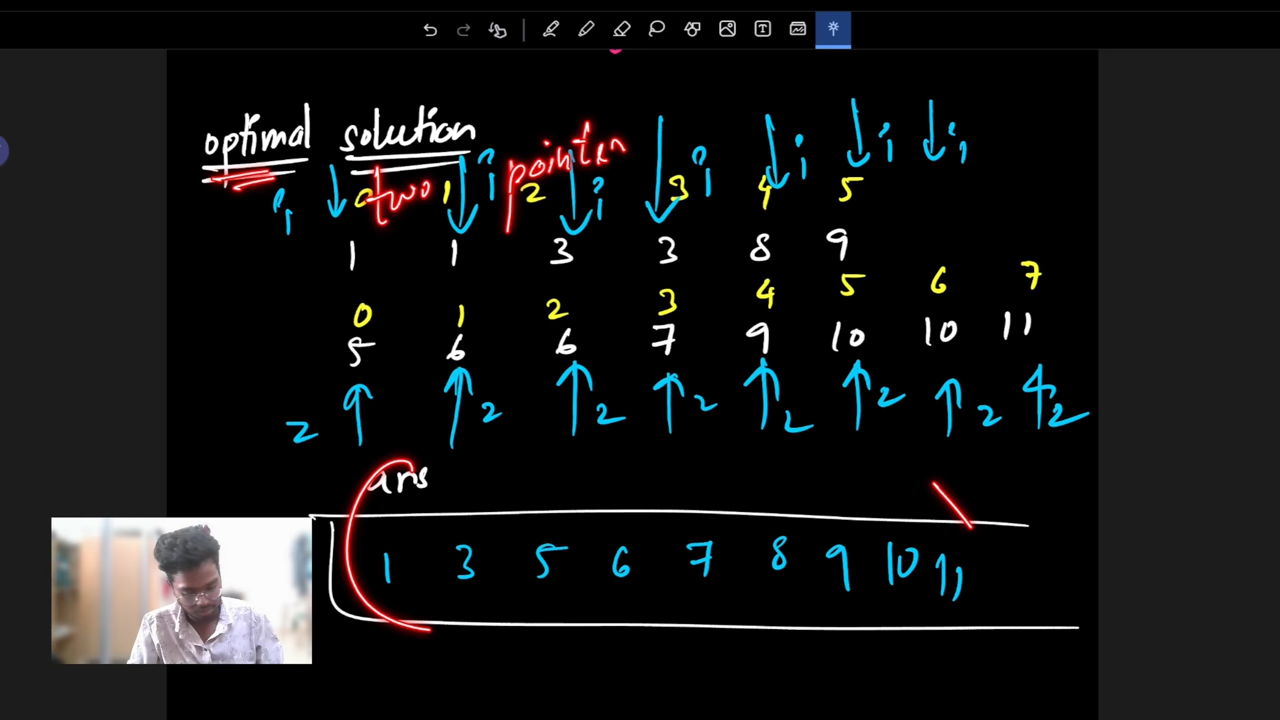 optimal solution
two pointer
i i i i i i i
0 1 2 3 4 5
1 1 3 3 8 9
0 1 2 3 4 5 6 7
5 6 6 7 9 10 10 11
2 2 2 2 2 2 2 2
ans
1 3 5 6 7 8 9 10 11